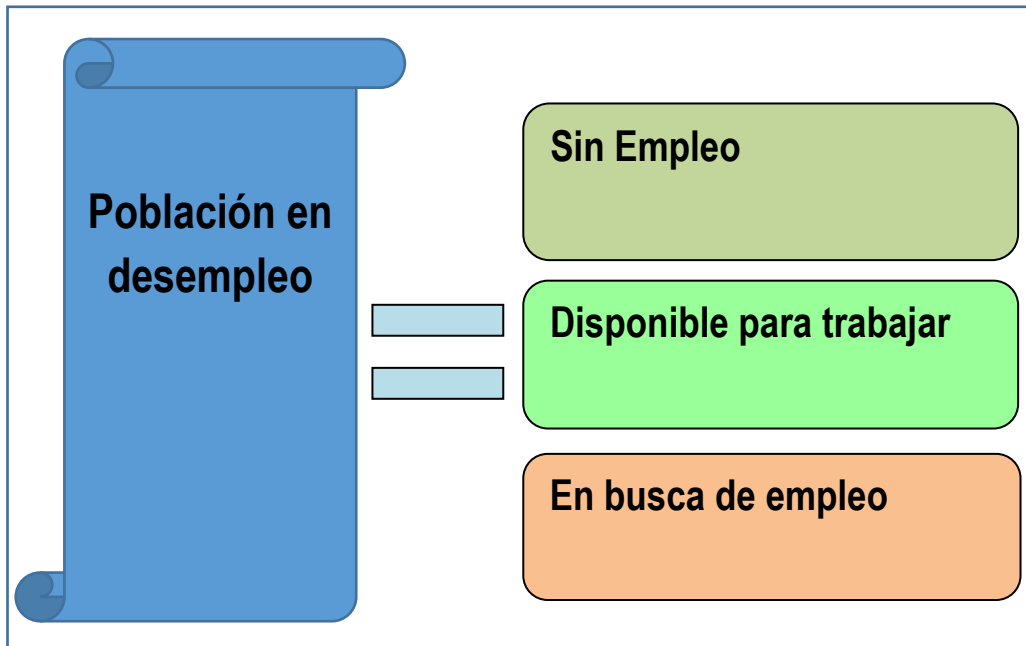 Población en
desempleo
Sin Empleo
Disponible para trabajar
En busca de empleo